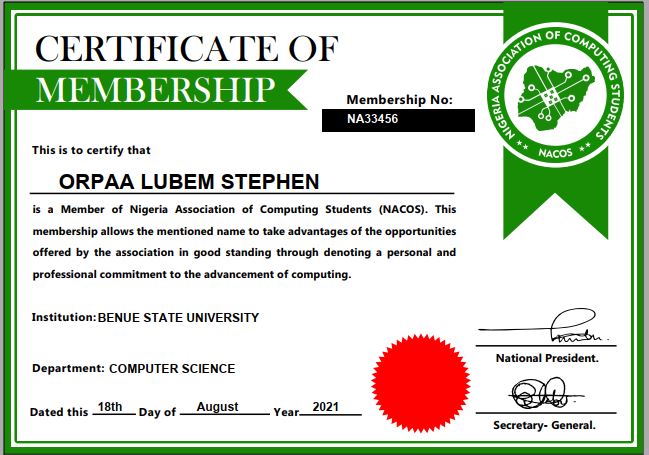 CERTIFICATE OF
MEMBERSHIP
NIGERIA ASSOCIATION OF COMPUTING STUDENTS
** NACOS **
Membership No:
NA33456
This is to certify that
ORPAA LUBEM STEPHEN
is a Member of Nigeria Association of Computing Students (NACOS). This
membership allows the mentioned name to take advantages of the opportunities
offered by the association in good standing through denoting a personal and
professional commitment to the advancement of computing.
Institution: BENUE STATE UNIVERSITY
National President.
Department: COMPUTER SCIENCE
Dated this 18th Day of August Year 2021
Secretary- General.